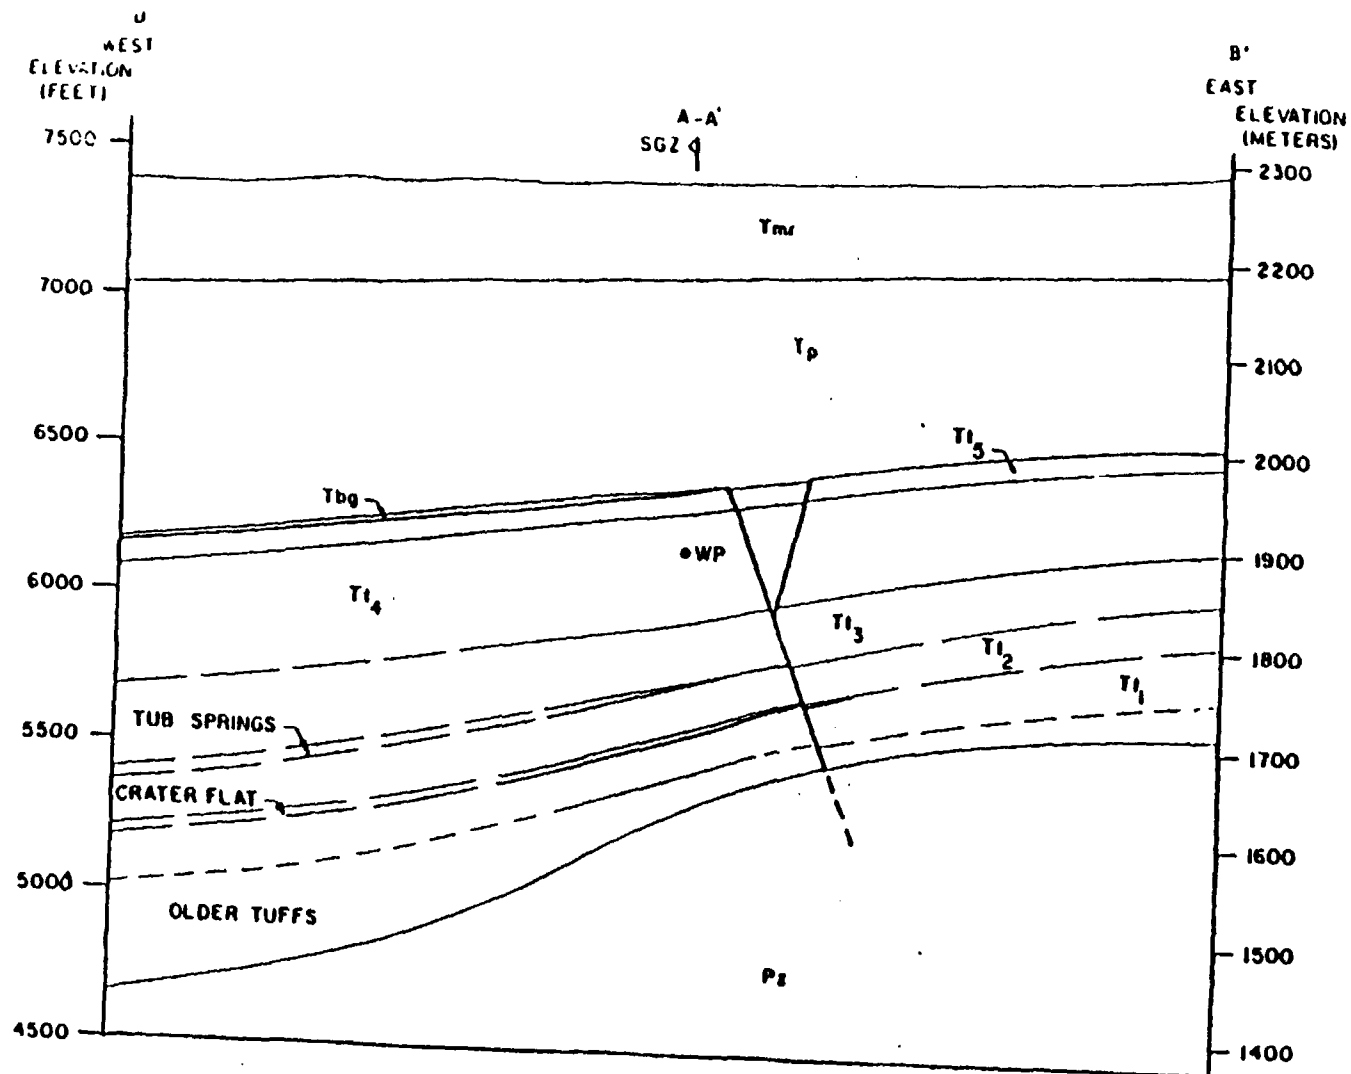 WEST
ELEVATION
(FEET)
B'
EAST
ELEVATION
(METERS)
A-A'
SGZ
7500
7000
6500
6000
5500
5000
4500
2300
2200
2100
2000
1900
1800
1700
1600
1500
1400
Tmr
Tp
Tt5
Tbg
WP
Tt4
Tt3
Tt2
Tt1
TUB SPRINGS
CRATER FLAT
OLDER TUFFS
Pz